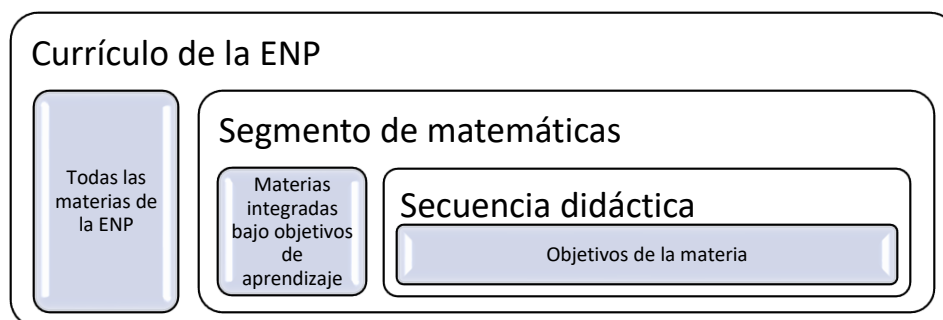 Currículo de la ENP
Todas las
materias de
la ENP
Segmento de matemáticas
Materias
integradas
bajo objetivos
de
aprendizaje
Secuencia didáctica
Objetivos de la materia